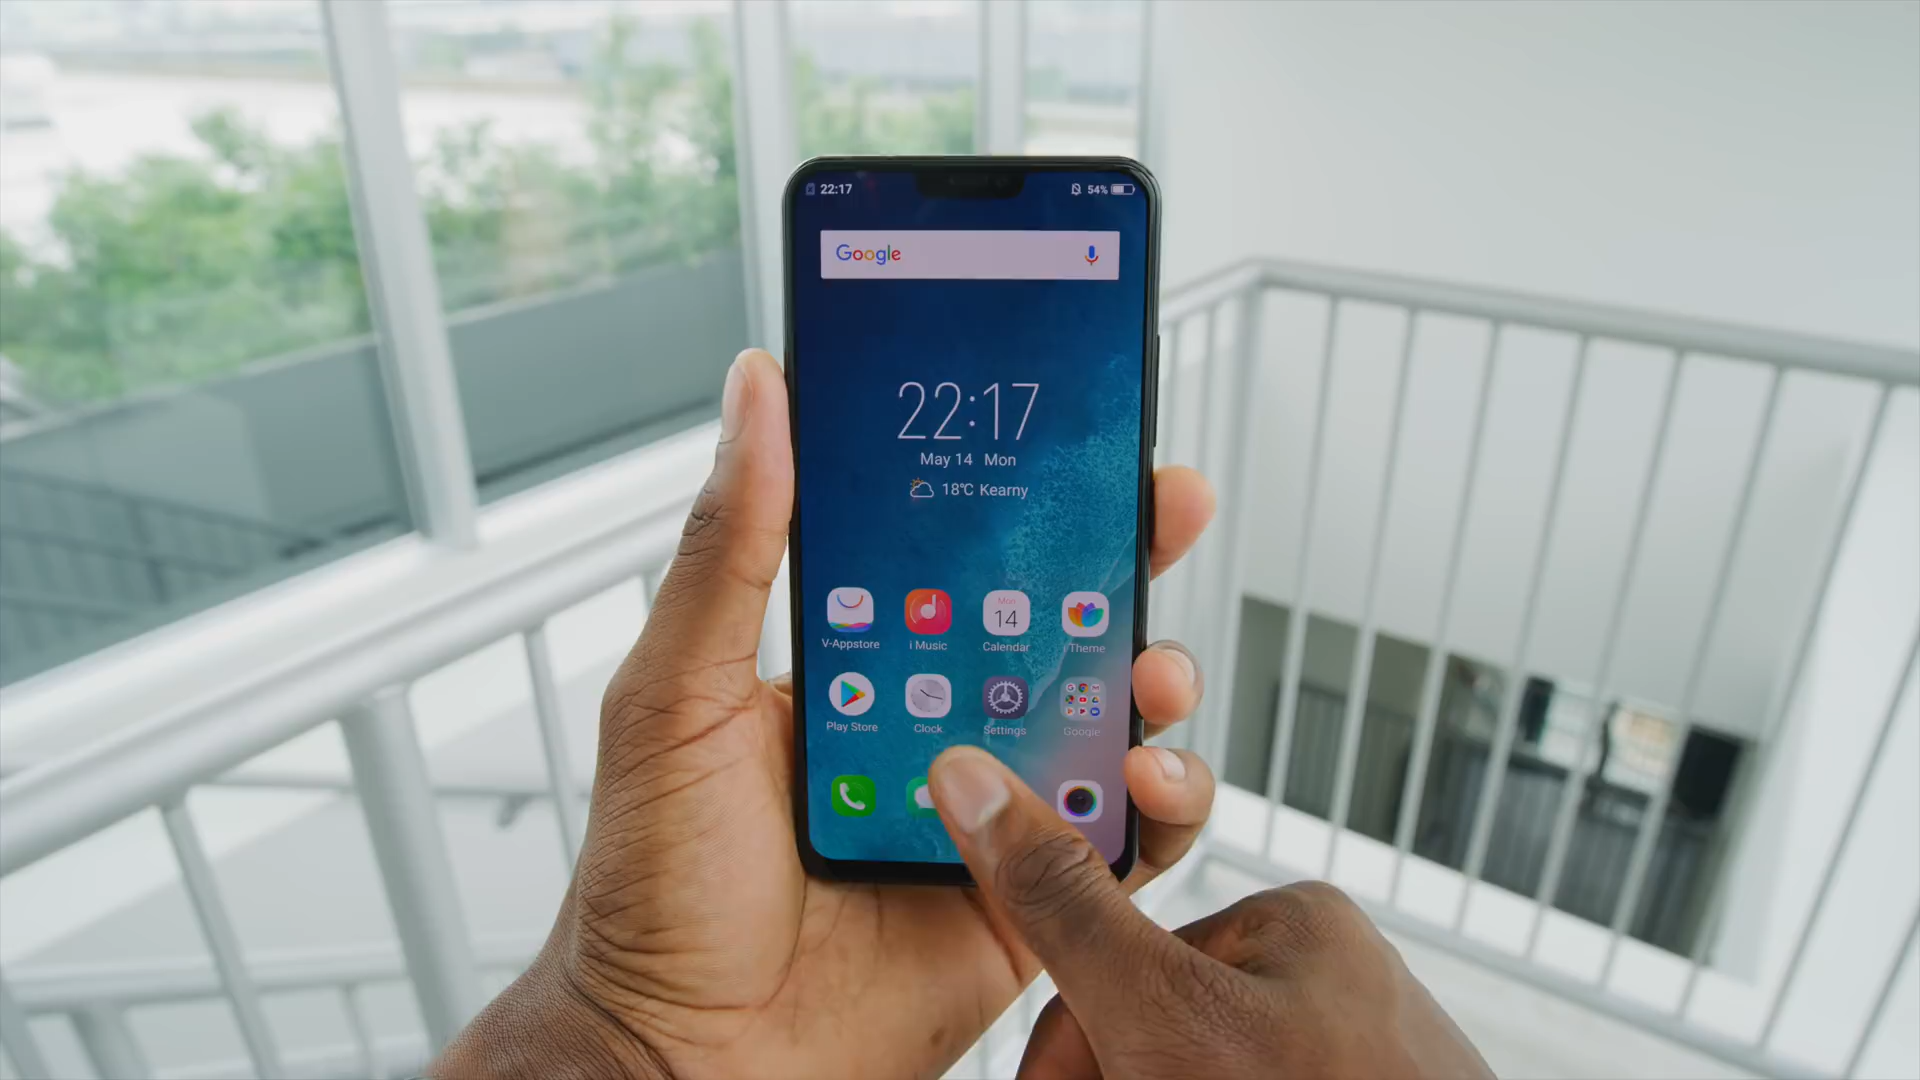 22:17
54%
Google
22:17
May 14 Mon
18℃ Kearny
Mon
14
V-Appstore
i Music
Calendar
i Theme
Play Store
Clock
Settings
Google